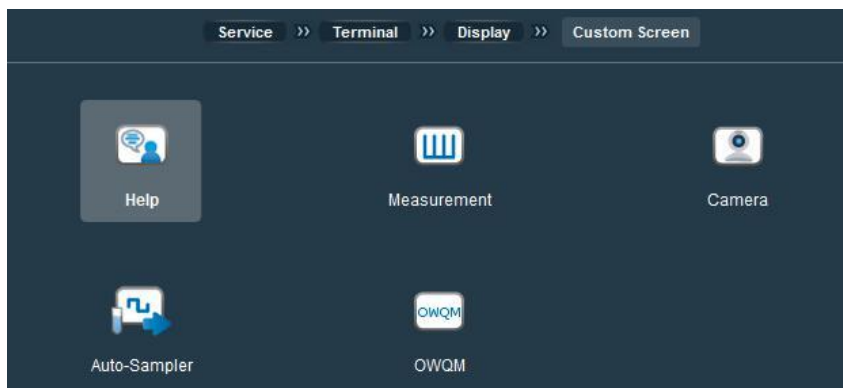 Service » Terminal » Display » Custom Screen
Help Measurement Camera
OWQM
Auto-Sampler OWQM